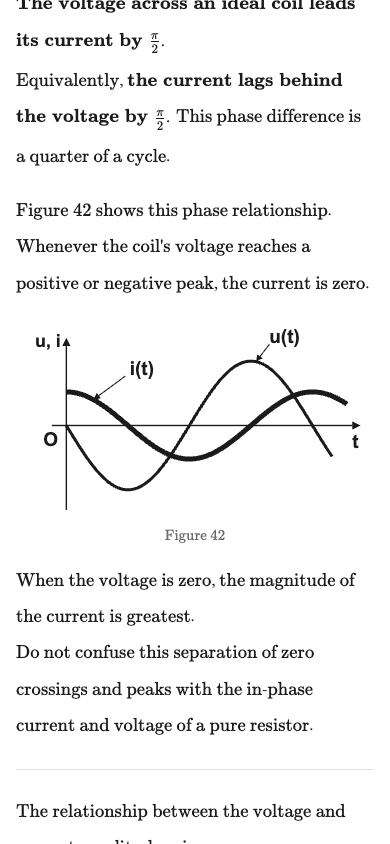 The voltage across an ideal coil leads
its current by π/2.
Equivalently, the current lags behind
the voltage by π/2. This phase difference is
a quarter of a cycle.
Figure 42 shows this phase relationship.
Whenever the coil's voltage reaches a
positive or negative peak, the current is zero.
u, i
i(t)
u(t)
O
t
Figure 42
When the voltage is zero, the magnitude of
the current is greatest.
Do not confuse this separation of zero
crossings and peaks with the in-phase
current and voltage of a pure resistor.
The relationship between the voltage and